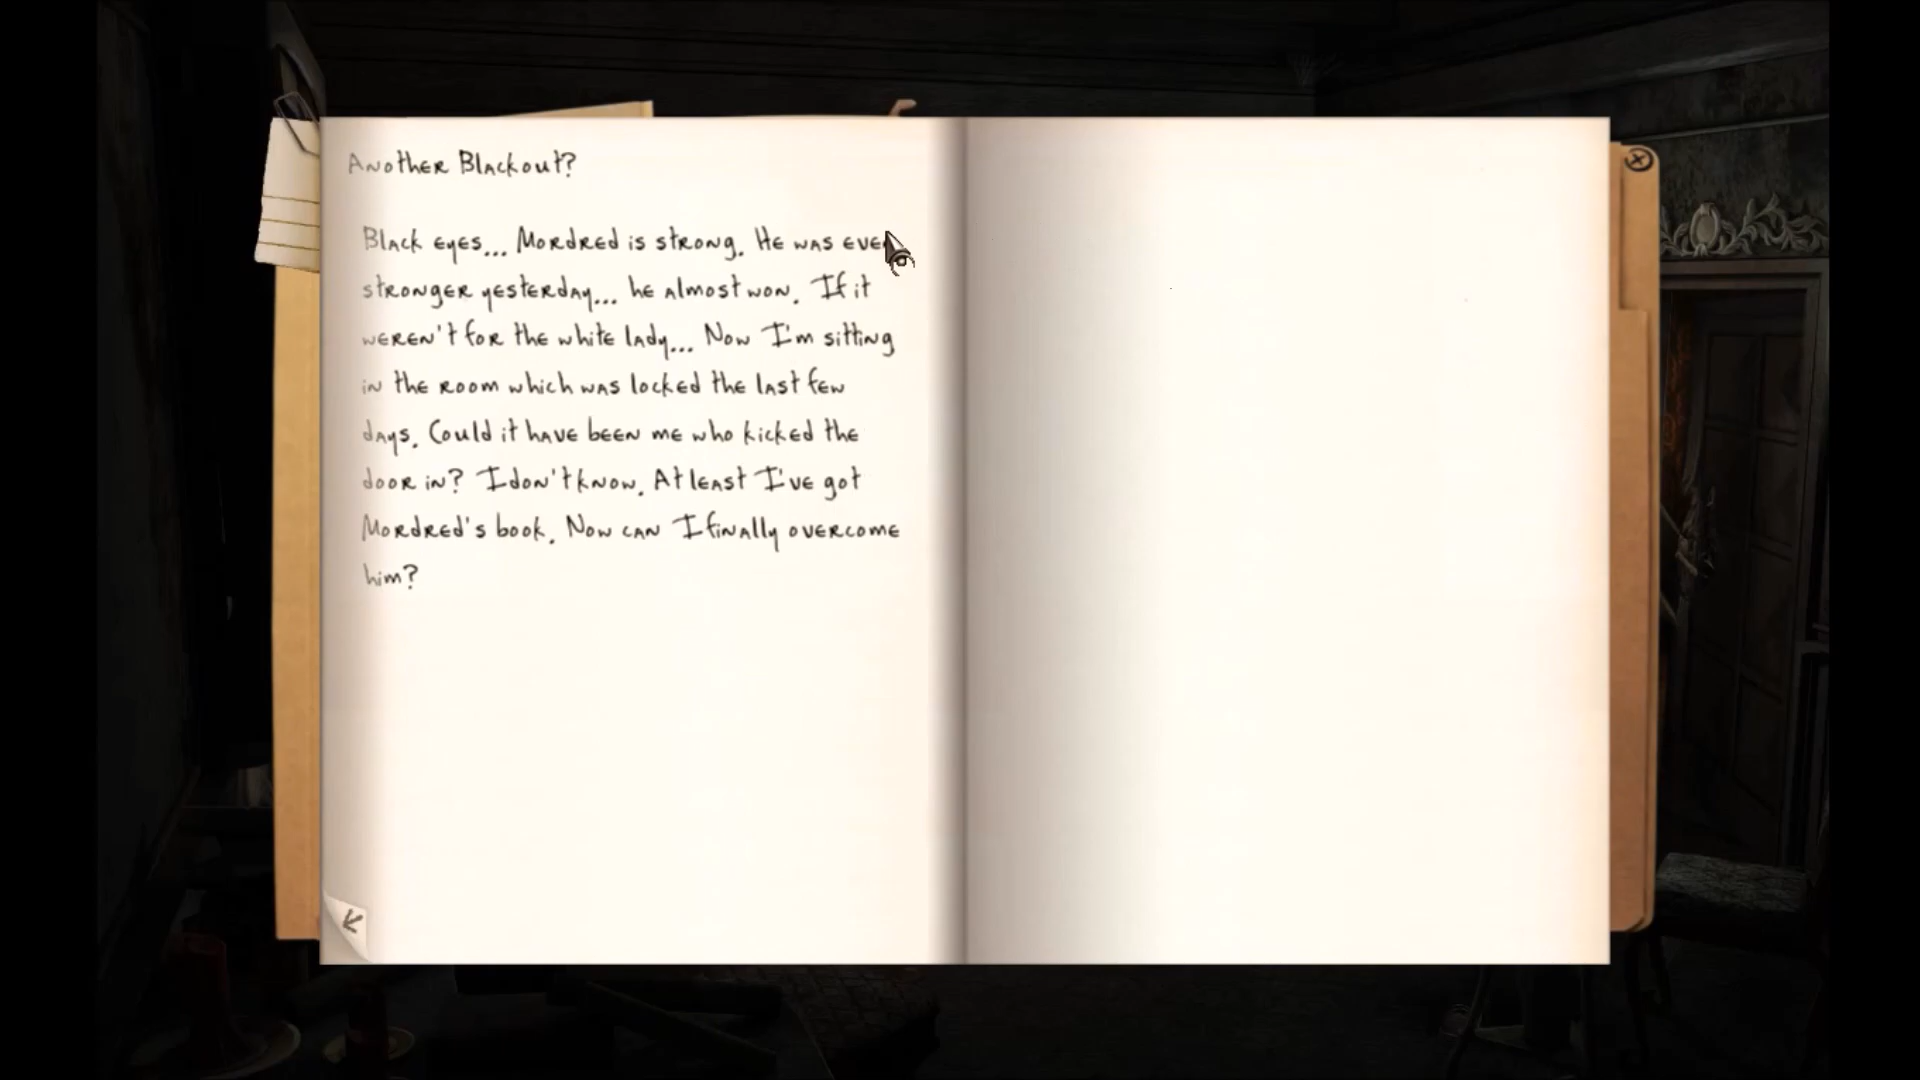 Another Blackout?
Black eyes... Mordred is strong. He was even
stronger yesterday... he almost won. If it
weren't for the white lady... Now I'm sitting
in the room which was locked the last few
days. Could it have been me who kicked the
door in? I don't know. At least I've got
Mordred's book. Now can I finally overcome
him?